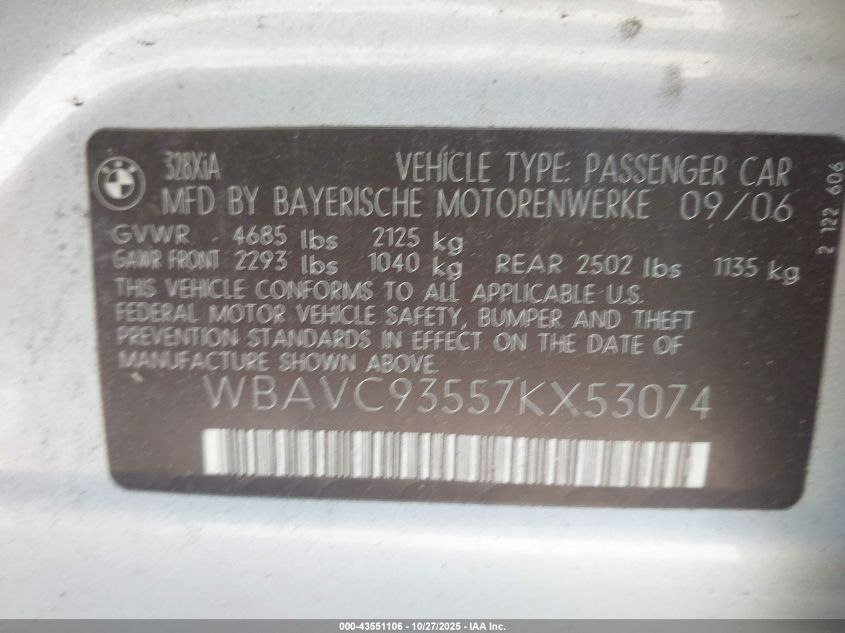 328XiA VEHICLE TYPE: PASSENGER CAR
MFD BY BAYERISCHE MOTORENWERKE 09/06
GVWR 4685 lbs 2125 kg
GAWR FRONT 2293 lbs 1040 kg REAR 2502 lbs 1135 kg
THIS VEHICLE CONFORMS TO ALL APPLICABLE U.S.
FEDERAL MOTOR VEHICLE SAFETY, BUMPER AND THEFT
PREVENTION STANDARDS IN EFFECT ON THE DATE OF
MANUFACTURE SHOWN ABOVE.
WBAVC93557KX53074
2 122 606
000-43551106 • 10/27/2025 • IAA Inc.